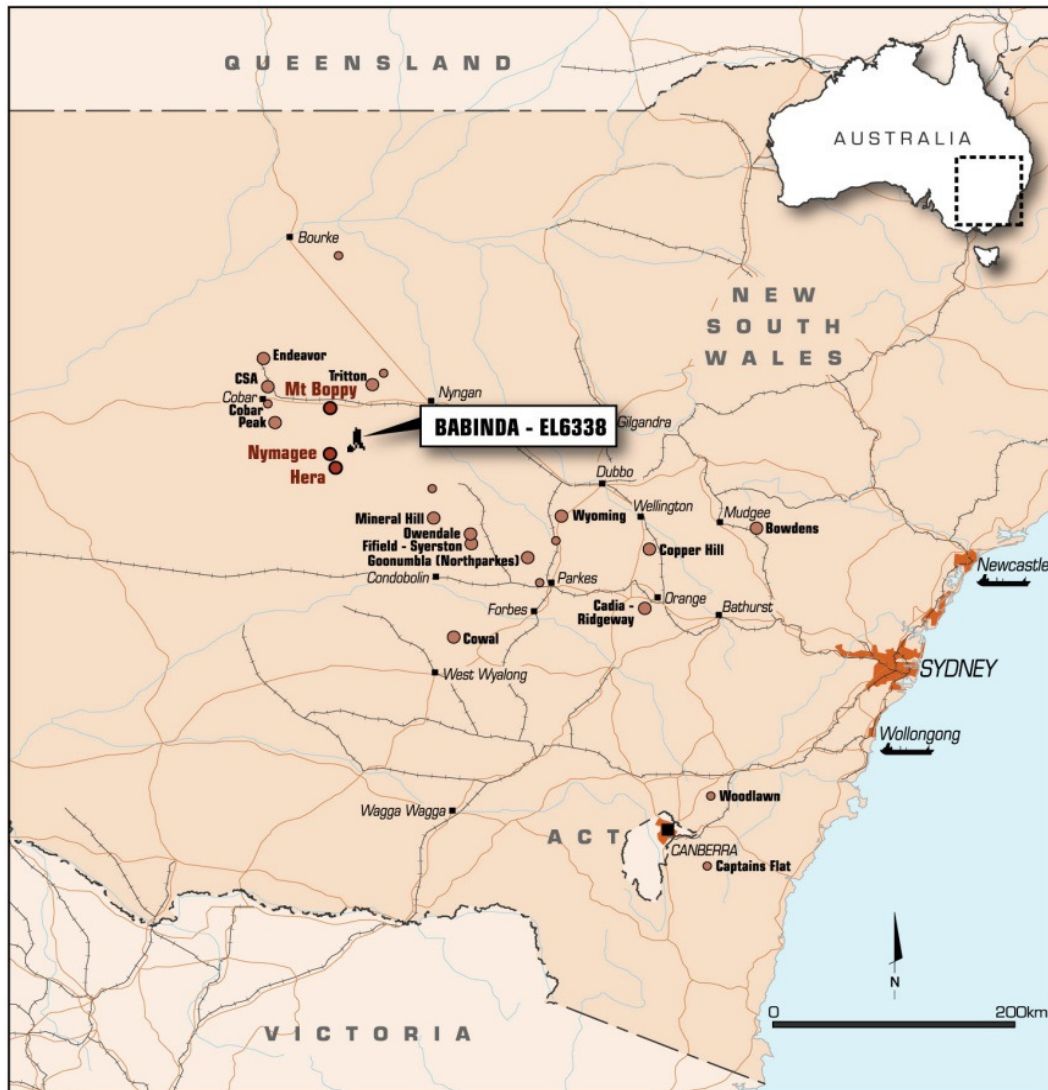 QUEENSLAND
AUSTRALIA
Bourke
NEW
SOUTH
WALES
Endeavor
CSA
Tritton
Mt Boppy
Cobar
Nyngan
Cobar
Peak
BABINDA - EL6338
Gilgandra
Nymagee
Hera
Dubbo
Mineral Hill
Wyoming
Wellington
Mudgee
Bowdens
Owendale
Fifield - Syerston
Goonumbla (Northparkes)
Copper Hill
Newcastle
Condobolin
Parkes
Forbes
Cadia -
Ridgeway
Orange
Bathurst
Cowal
West Wyalong
SYDNEY
Wollongong
Woodlawn
Wagga Wagga
ACT
CANBERRA
Captains Flat
N
0
200km
VICTORIA